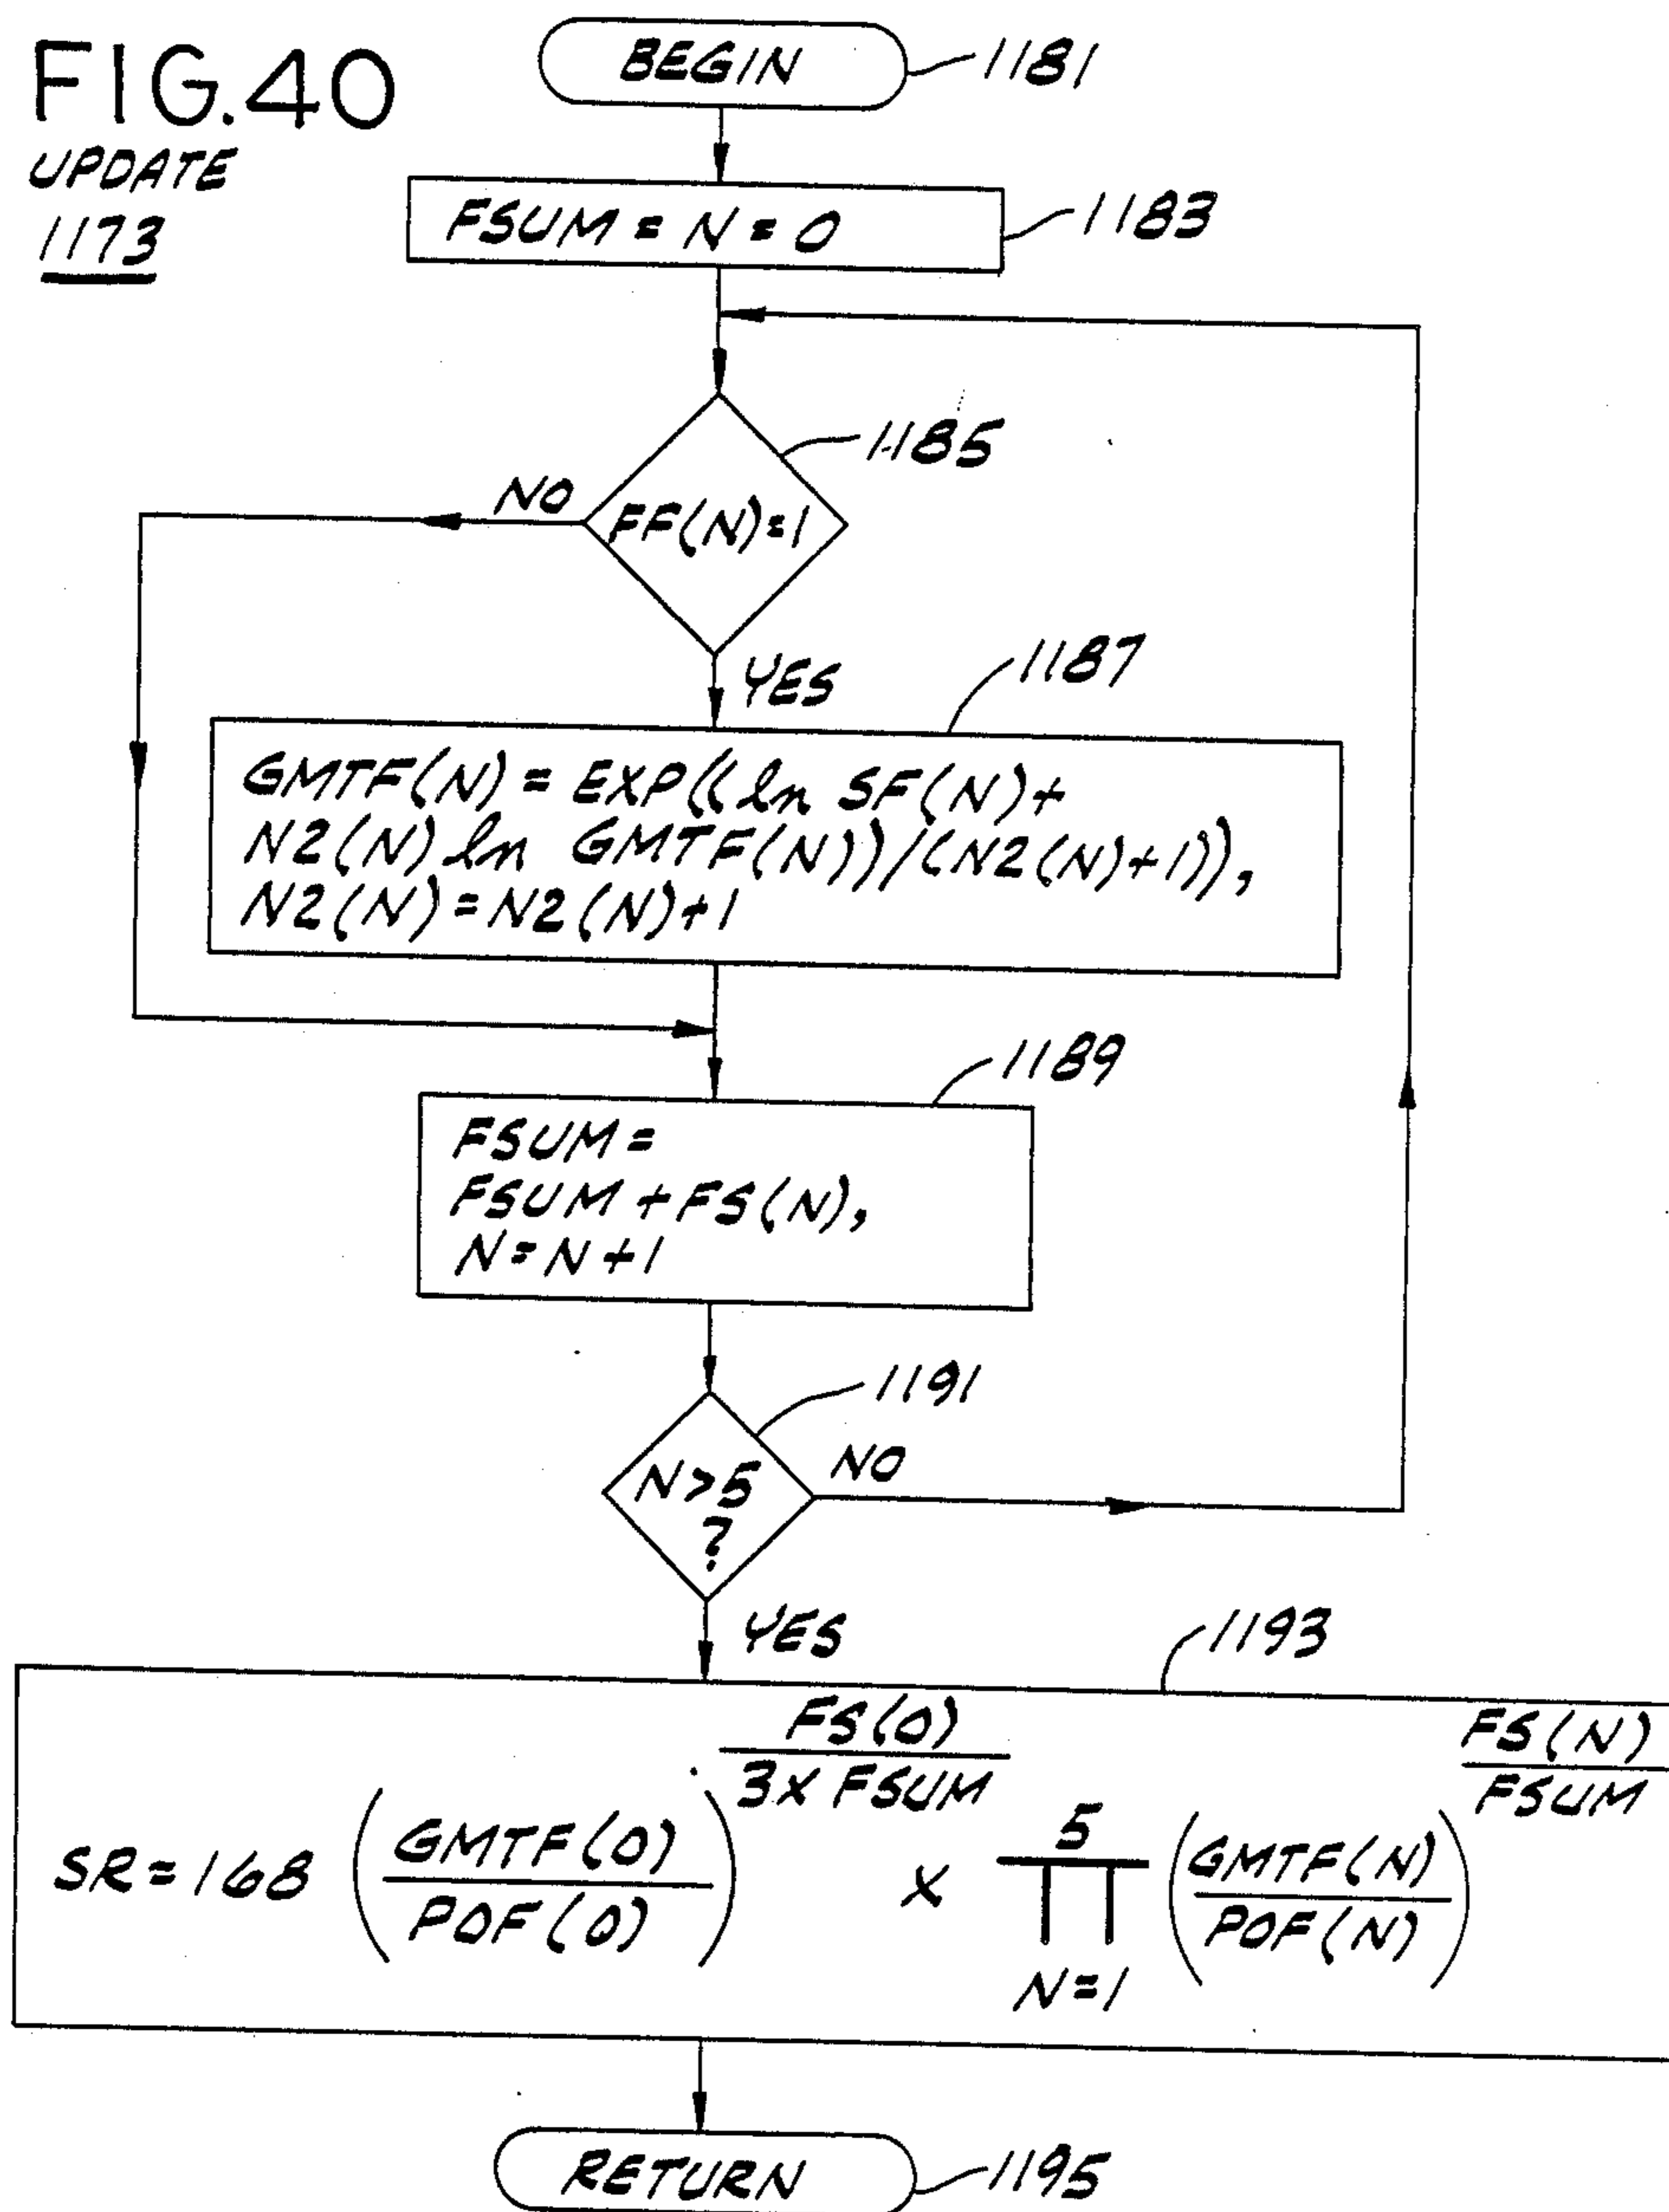 FIG.40
UPDATE
1173
BEGIN
1181
FSUM = N = 0
1183
1185
FF(N)=1
NO
YES
1187
GMTF(N) = EXP((ln SF(N)+
N2(N) ln GMTF(N))/(N2(N)+1)),
N2(N)=N2(N)+1
1189
FSUM =
FSUM + FS(N),
N=N+1
1191
N>5
?
NO
YES
1193
FS(0)
3X FSUM
FS(N)
FSUM
SR=168 (GMTF(0)
POF(0))
X
5
∏
N=1
(GMTF(N)
POF(N))
RETURN
1195